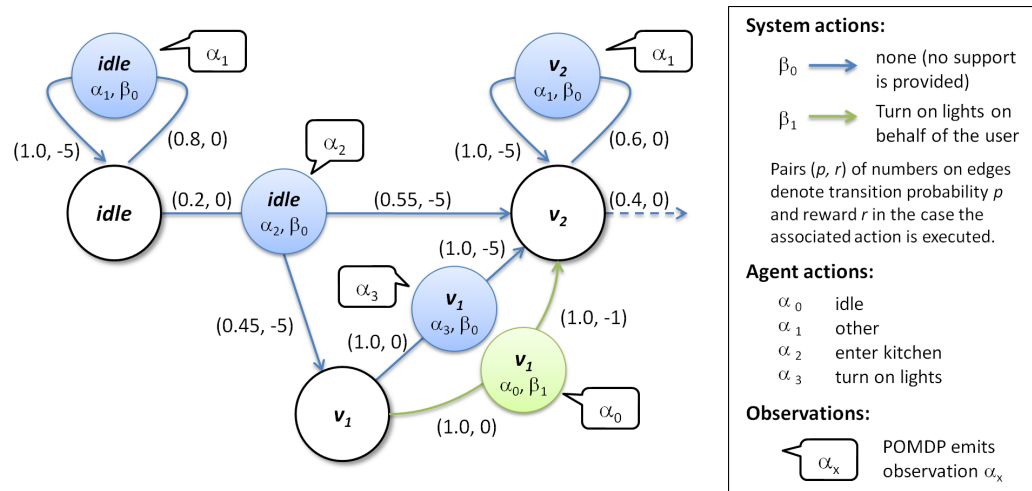 idle
α1, β0
α1
(1.0, -5)
(0.8, 0)
idle
(0.2, 0)
α2
idle
α2, β0
(0.55, -5)
v2
α1, β0
α1
(1.0, -5)
(0.6, 0)
v2
(0.4, 0)
(0.45, -5)
α3
v1
α3, β0
(1.0, -5)
(1.0, 0)
v1
v1
α0, β1
(1.0, -1)
(1.0, 0)
α0
System actions:
β0 none (no support
is provided)
β1 Turn on lights on
behalf of the user
Pairs (p, r) of numbers on edges
denote transition probability p
and reward r in the case the
associated action is executed.
Agent actions:
α0 idle
α1 other
α2 enter kitchen
α3 turn on lights
Observations:
αx
POMDP emits
observation αx